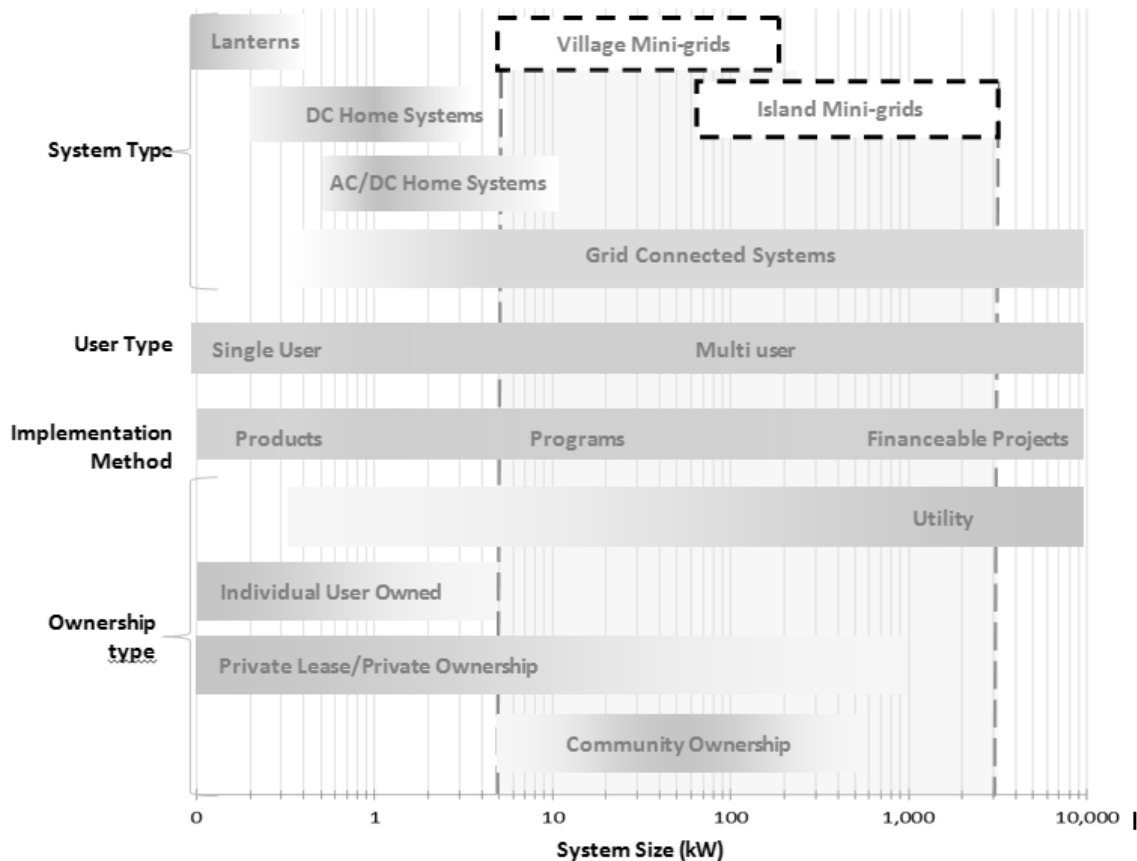 Lanterns
Village Mini-grids
Island Mini-grids
DC Home Systems
System Type
AC/DC Home Systems
Grid Connected Systems
User Type
Single User
Multi user
Implementation
Method
Products
Programs
Financeable Projects
Utility
Individual User Owned
Ownership
type
Private Lease/Private Ownership
Community Ownership
0 1 10 100 1,000 10,000
System Size (kW)